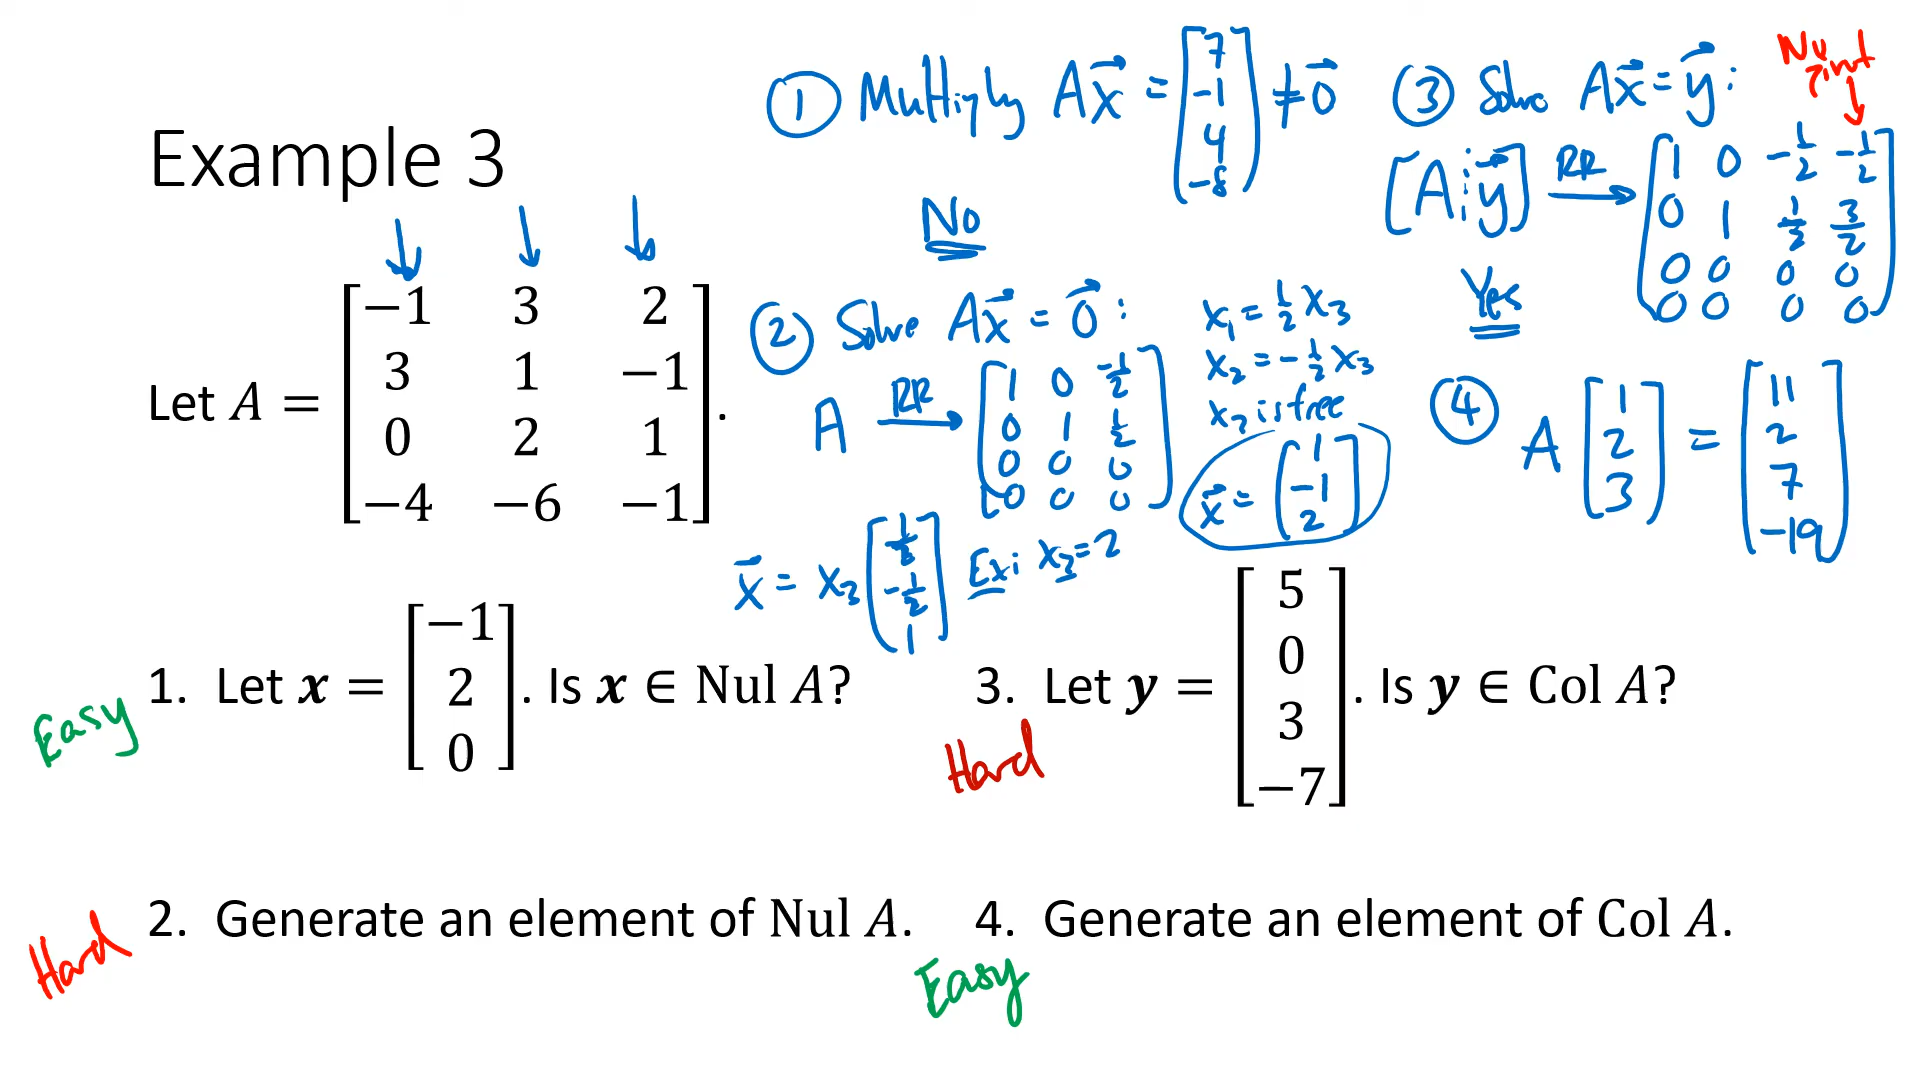 Example 3
Let A = [−1 3 2; 3 1 −1; 0 2 1; −4 −6 −1].
① Multiply Ax⃗ = [7; -1; 4; -8] ≠ 0⃗
No
② Solve Ax⃗ = 0⃗ :
A RR→ [1 0 -1/2; 0 1 1/2; 0 0 0; 0 0 0]
x₁ = 1/2 x₃
x₂ = -1/2 x₃
x₃ is free
x⃗ = x₃ [1/2; -1/2; 1] Ex: x₃ = 2
x⃗ = [1; -1; 2]
③ Solve Ax⃗ = y⃗ :
[A ⋮ y⃗] RR→ [1 0 -1/2 -1/2; 0 1 1/2 3/2; 0 0 0 0; 0 0 0 0]
Yes
④ A [1; 2; 3] = [11; 2; 7; -19]
1. Let x = [−1; 2; 0]. Is x ∈ Nul A?
Easy
2. Generate an element of Nul A.
Hard
3. Let y = [5; 0; 3; −7]. Is y ∈ Col A?
Hard
4. Generate an element of Col A.
Easy